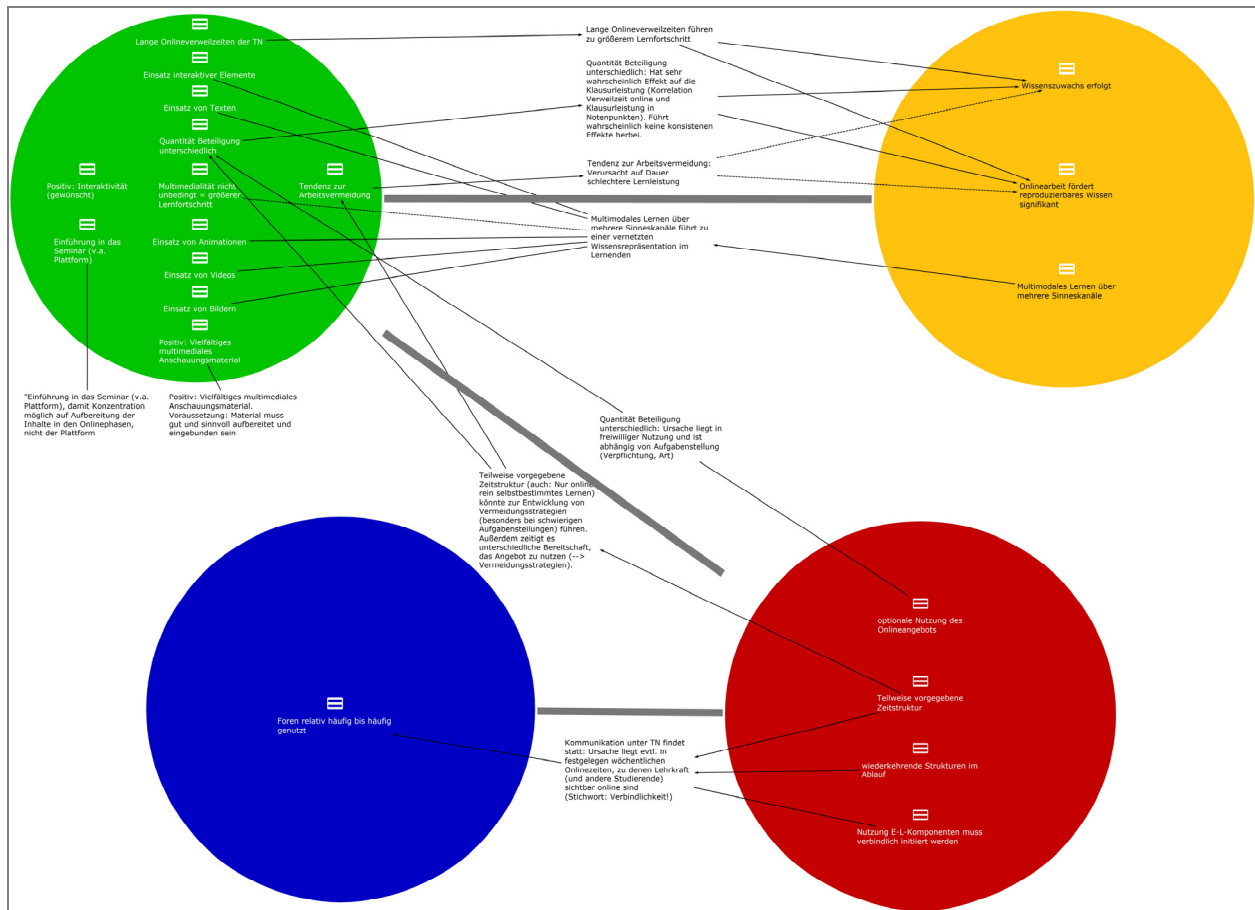 Lange Onlineverweilzeiten der TN
Einsatz interaktiver Elemente
Einsatz von Texten
Quantität Beteiligung
unterschiedlich
Positiv: Interaktivität
(gewünscht)
Multimedialität nicht
unbedingt = größerer
Lernfortschritt
Tendenz zur
Arbeitsvermeidung
Einführung in das
Seminar (v.a.
Plattform)
Einsatz von Animationen
Einsatz von Videos
Einsatz von Bildern
Positiv: Vielfältiges
multimediales
Anschauungsmaterial
"Einführung in das Seminar (v.a.
Plattform), damit Konzentration
möglich auf Aufbereitung der
Inhalte in den Onlinephasen,
nicht der Plattform
Positiv: Vielfältiges multimediales
Anschauungsmaterial.
Voraussetzung: Material muss
gut und sinnvoll aufbereitet und
eingebunden sein
Lange Onlineverweilzeiten führen
zu größerem Lernfortschritt
Quantität Beteiligung
unterschiedlich: Hat sehr
wahrscheinlich Effekt auf die
Klausurleistung (Korrelation
Verweilzeit online und
Klausurleistung in
Notenpunkten). Führt
wahrscheinlich keine konsistenen
Effekte herbei.
Tendenz zur Arbeitsvermeidung:
Verursacht auf Dauer
schlechtere Lernleistung
Multimodales Lernen über
mehrere Sinneskanäle führt zu
einer vernetzten
Wissensrepräsentation im
Lernenden
Wissenszuwachs erfolgt
Onlinearbeit fördert
reproduzierbares Wissen
signifikant
Multimodales Lernen über
mehrere Sinneskanäle
Quantität Beteiligung
unterschiedlich: Ursache liegt in
freiwilliger Nutzung und ist
abhängig von Aufgabenstellung
(Verpflichtung, Art)
Teilweise vorgegebene
Zeitstruktur (auch: Nur online
rein selbstbestimmtes Lernen)
könnte zur Entwicklung von
Vermeidungsstrategien
(besonders bei schwierigen
Aufgabenstellungen) führen.
Außerdem zeitigt es
unterschiedliche Bereitschaft,
das Angebot zu nutzen (-->
Vermeidungsstrategien).
optionale Nutzung des
Onlineangebots
Teilweise vorgegebene
Zeitstruktur
wiederkehrende Strukturen im
Ablauf
Nutzung E-L-Komponenten muss
verbindlich initiiert werden
Foren relativ häufig bis häufig
genutzt
Kommunikation unter TN findet
statt: Ursache liegt evtl. in
festgelegen wöchentlichen
Onlinezeiten, zu denen Lehrkraft
(und andere Studierende)
sichtbar online sind
(Stichwort: Verbindlichkeit!)